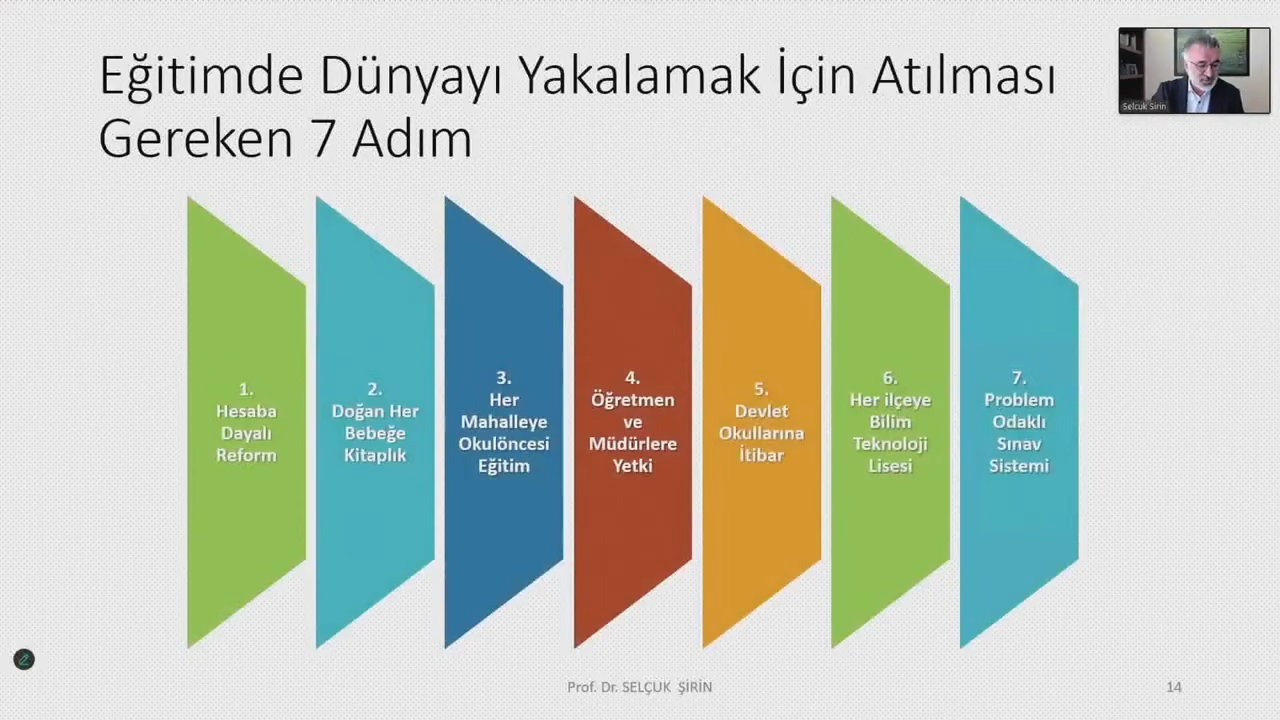 Eğitimde Dünyayı Yakalamak İçin Atılması
Gereken 7 Adım
Selcuk Sirin
1.
Hesaba
Dayalı
Reform
2.
Doğan Her
Bebeğe
Kitaplık
3.
Her
Mahalleye
Okulöncesi
Eğitim
4.
Öğretmen
ve
Müdürlere
Yetki
5.
Devlet
Okullarına
İtibar
6.
Her ilçeye
Bilim
Teknoloji
Lisesi
7.
Problem
Odaklı
Sınav
Sistemi
Prof. Dr. SELÇUK ŞİRİN
14